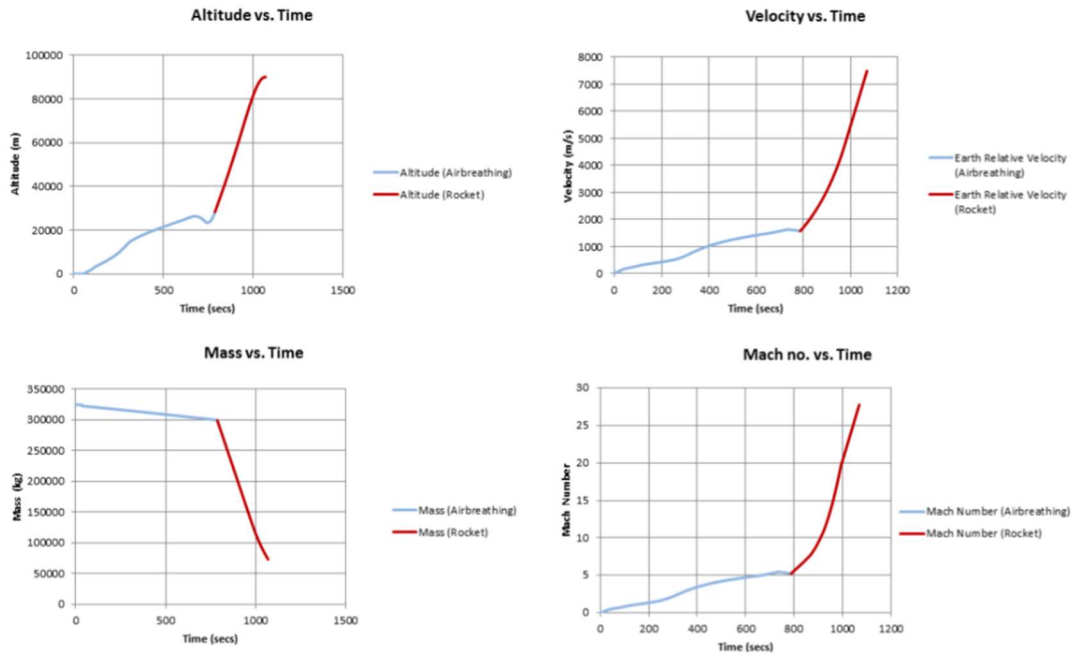 Altitude vs. Time
100000
80000
60000
40000
20000
0
Altitude (m)
0 500 1000 1500
Time (secs)
Altitude (Airbreathing)
Altitude (Rocket)
Velocity vs. Time
8000
7000
6000
5000
4000
3000
2000
1000
0
Velocity (m/s)
0 200 400 600 800 1000 1200
Time (secs)
Earth Relative Velocity
(Airbreathing)
Earth Relative Velocity
(Rocket)
Mass vs. Time
350000
300000
250000
200000
150000
100000
50000
0
Mass (kg)
0 500 1000 1500
Time (secs)
Mass (Airbreathing)
Mass (Rocket)
Mach no. vs. Time
30
25
20
15
10
5
0
Mach Number
0 200 400 600 800 1000 1200
Time (secs)
Mach Number (Airbreathing)
Mach Number (Rocket)